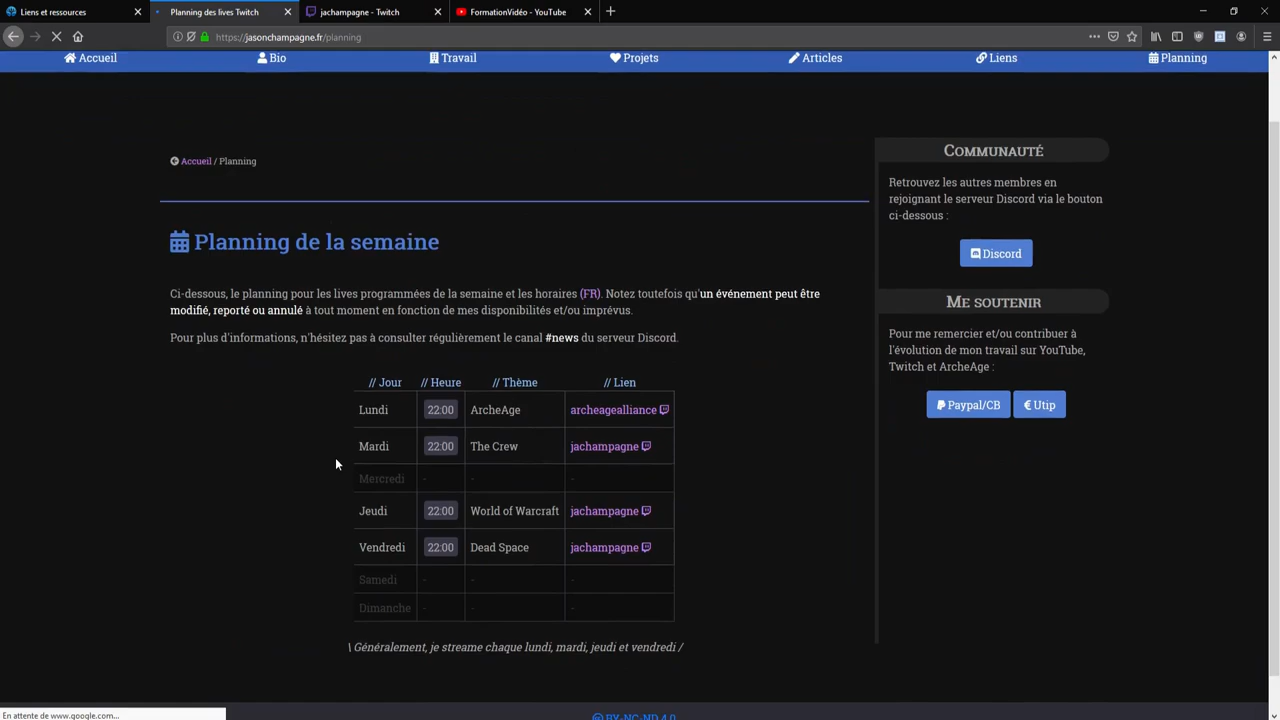 Liens et ressources
Planning des lives Twitch
jachampagne - Twitch
FormationVidéo - YouTube
https://jasonchampagne.fr/planning
Accueil
Bio
Travail
Projets
Articles
Liens
Planning
Accueil / Planning
Planning de la semaine
Ci-dessous, le planning pour les lives programmées de la semaine et les horaires (FR). Notez toutefois qu'un événement peut être
modifié, reporté ou annulé à tout moment en fonction de mes disponibilités et/ou imprévus.
Pour plus d'informations, n'hésitez pas à consulter régulièrement le canal #news du serveur Discord.
// Jour // Heure // Thème // Lien
Lundi 22:00 ArcheAge archeagealliance
Mardi 22:00 The Crew jachampagne
Mercredi - - -
Jeudi 22:00 World of Warcraft jachampagne
Vendredi 22:00 Dead Space jachampagne
Samedi - - -
Dimanche - - -
\ Généralement, je streame chaque lundi, mardi, jeudi et vendredi /
Communauté
Retrouvez les autres membres en
rejoignant le serveur Discord via le bouton
ci-dessous :
Discord
Me soutenir
Pour me remercier et/ou contribuer à
l'évolution de mon travail sur YouTube,
Twitch et ArcheAge :
Paypal/CB
Utip
BY-NC-ND 4.0
En attente de www.google.com...